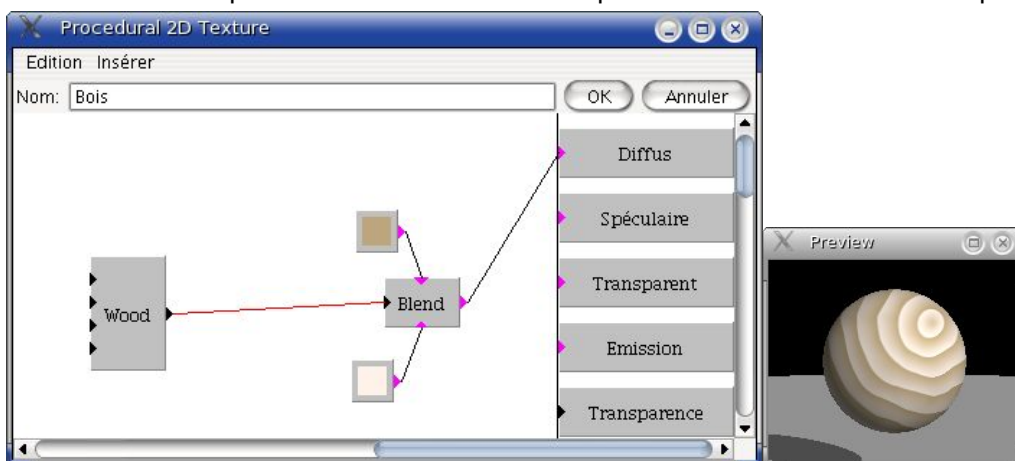 Procedural 2D Texture
Edition Insérer
Nom: Bois OK Annuler
Diffus
Spéculaire
Preview
Transparent
Blend
Wood
Emission
Transparence